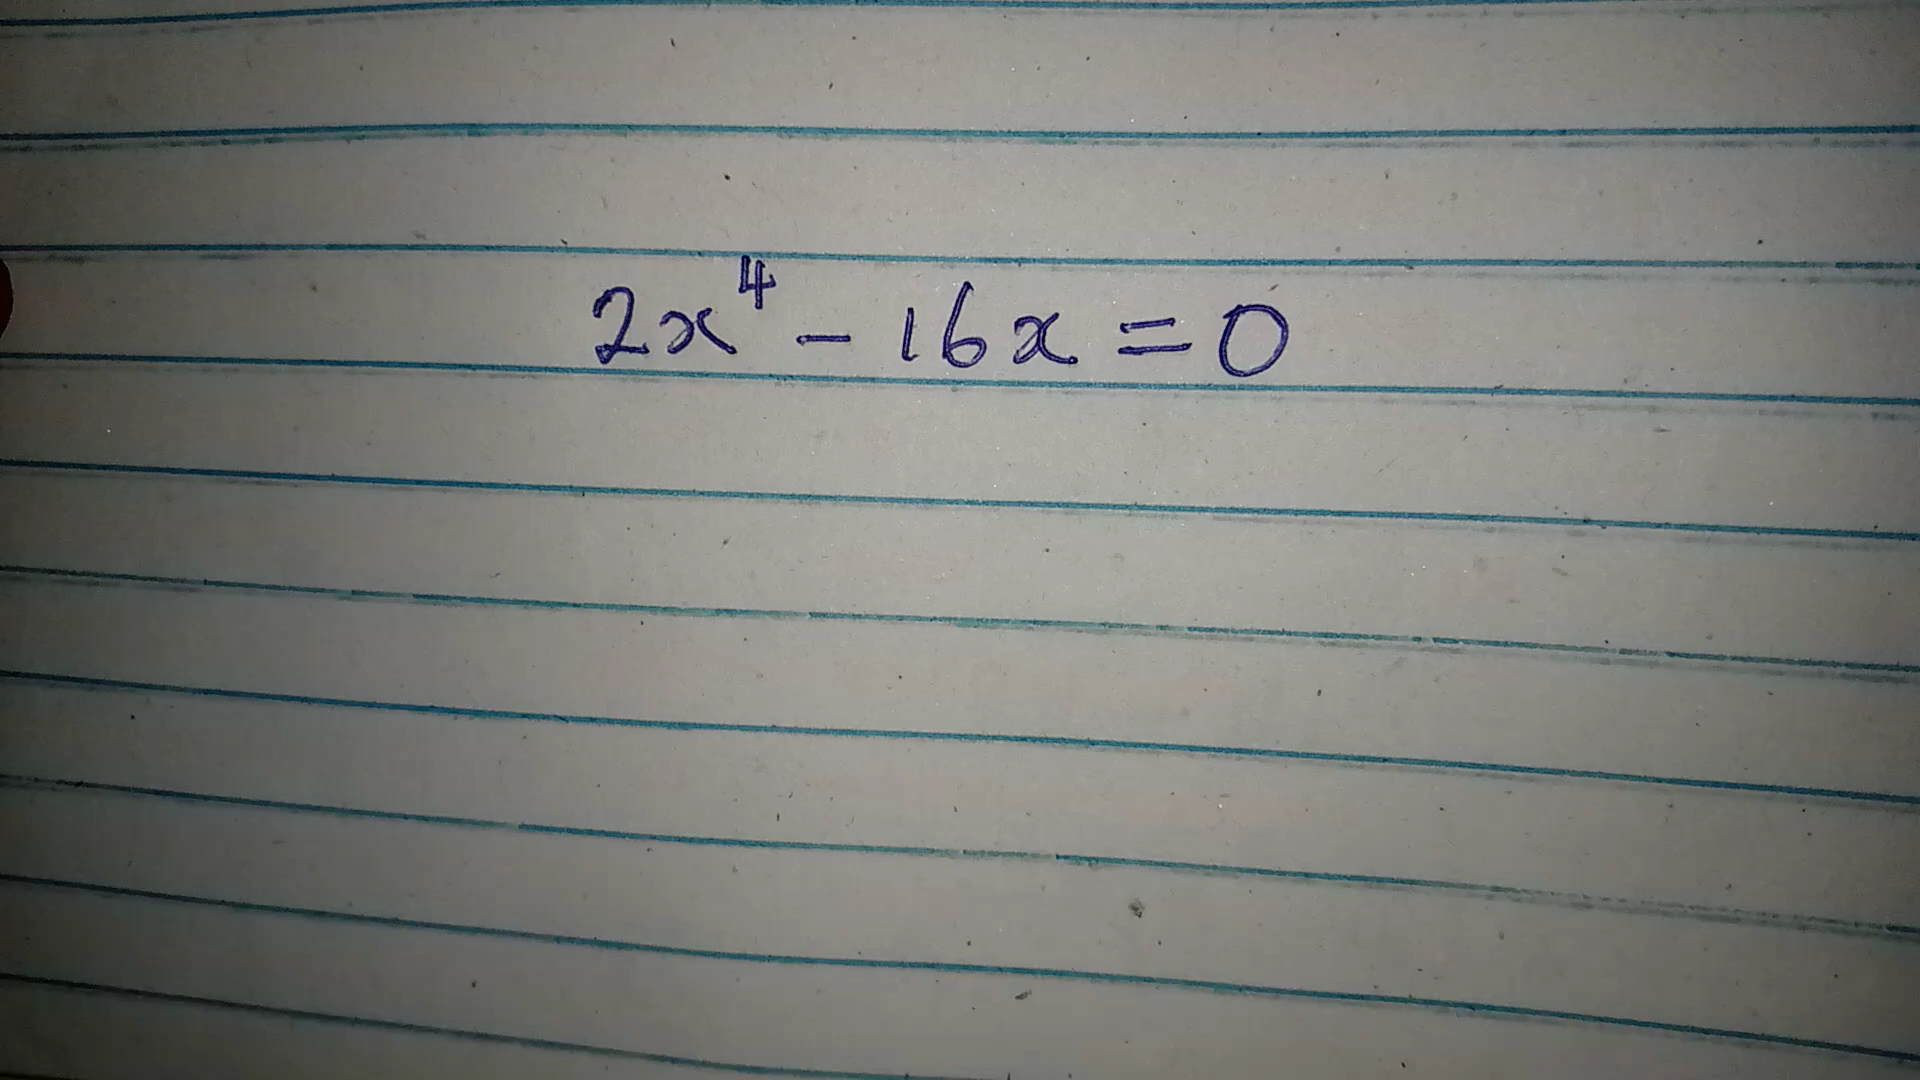 2x⁴ - 16x = 0